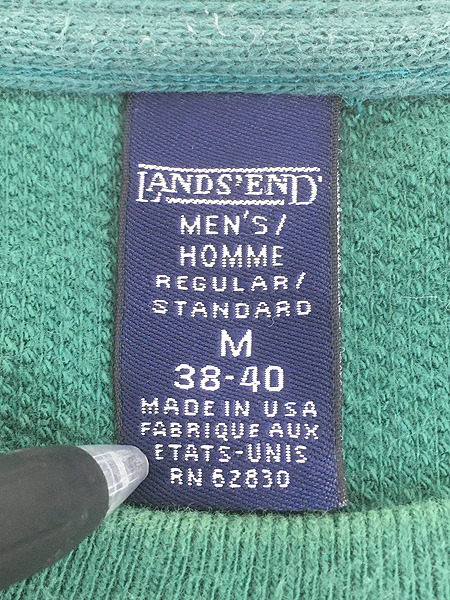 LANDS' END
MEN'S/
HOMME
REGULAR/
STANDARD
M
38-40
MADE IN USA
FABRIQUE AUX
ETATS-UNIS
RN 62830